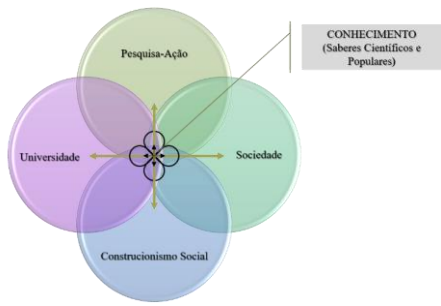 CONHECIMENTO
(Saberes Científicos e
Populares)
Pesquisa-Ação
Universidade
Sociedade
Construcionismo Social